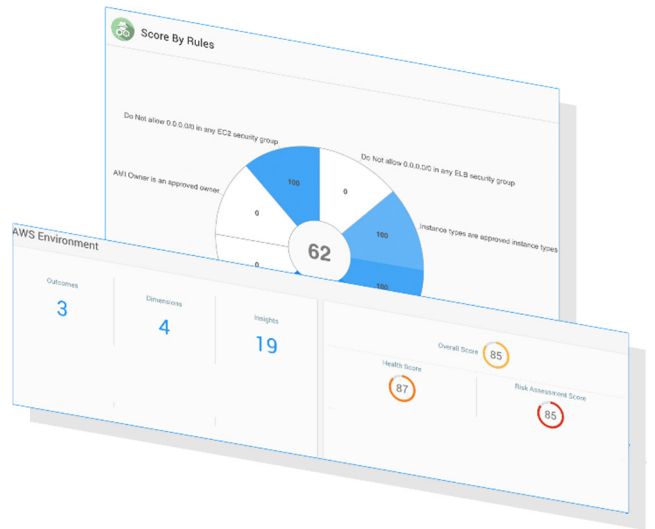 Score By Rules
Do Not allow 0.0.0.0/0 in any EC2 security group
Do Not allow 0.0.0.0/0 in any ELB security group
100
0
AMI Owner is an approved owner
0
100
Instance types are approved instance types
62
0
100
AWS Environment
Outcomes
3
Dimensions
4
Insights
19
Overall Score
85
Health Score
87
Risk Assessment Score
85